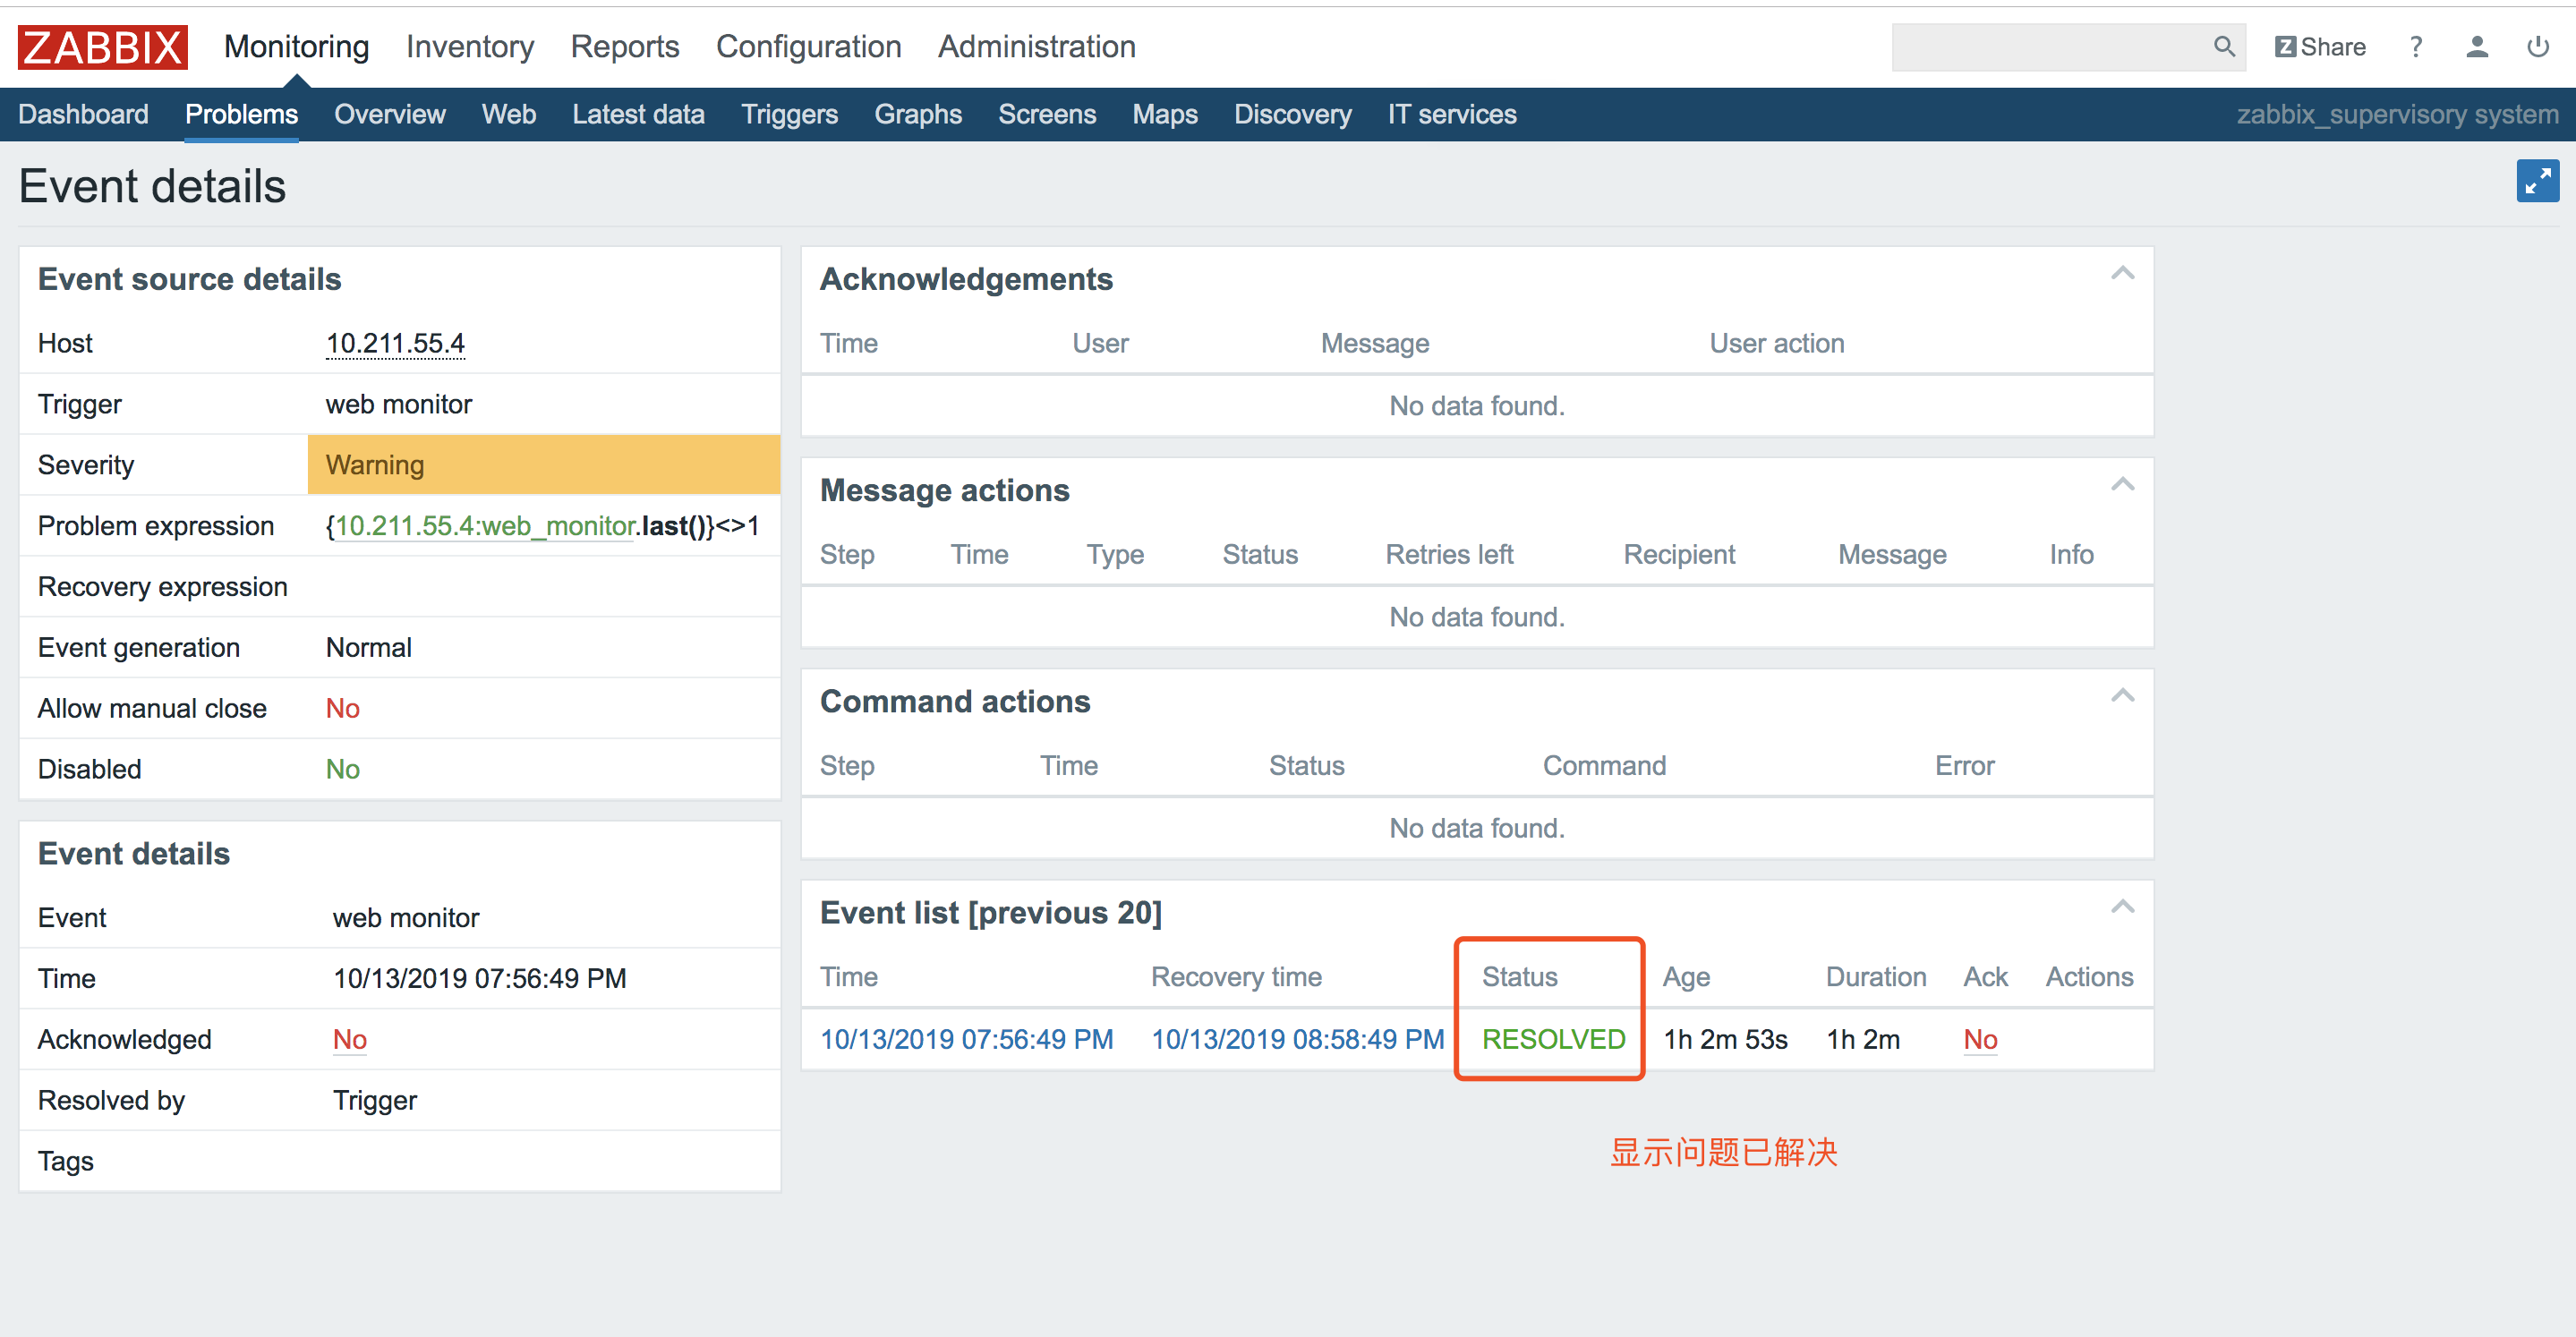 ZABBIX Monitoring Inventory Reports Configuration Administration Z Share ?
Dashboard Problems Overview Web Latest data Triggers Graphs Screens Maps Discovery IT services zabbix_supervisory system
Event details
Event source details
Host 10.211.55.4
Trigger web monitor
Severity Warning
Problem expression {10.211.55.4:web_monitor.last()}<>1
Recovery expression
Event generation Normal
Allow manual close No
Disabled No
Event details
Event web monitor
Time 10/13/2019 07:56:49 PM
Acknowledged No
Resolved by Trigger
Tags
Acknowledgements
Time User Message User action
No data found.
Message actions
Step Time Type Status Retries left Recipient Message Info
No data found.
Command actions
Step Time Status Command Error
No data found.
Event list [previous 20]
Time Recovery time Status Age Duration Ack Actions
10/13/2019 07:56:49 PM 10/13/2019 08:58:49 PM RESOLVED 1h 2m 53s 1h 2m No
显示问题已解决